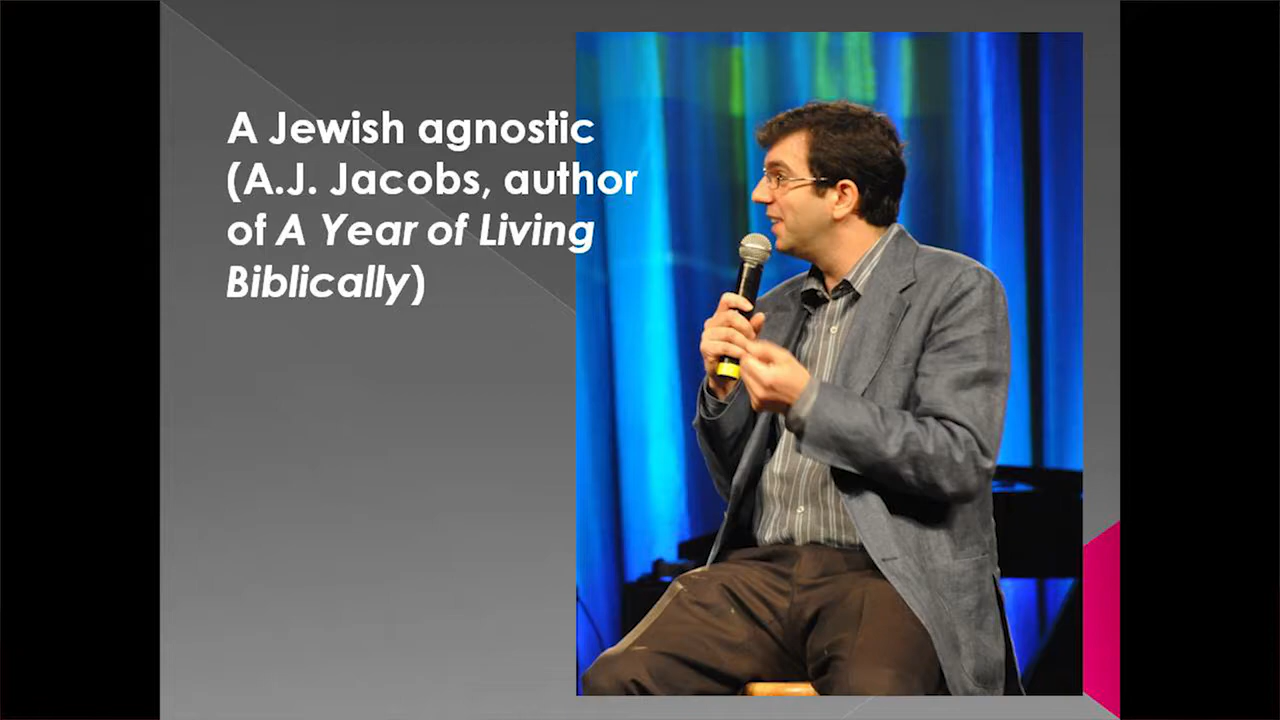 A Jewish agnostic
(A.J. Jacobs, author
of A Year of Living
Biblically)